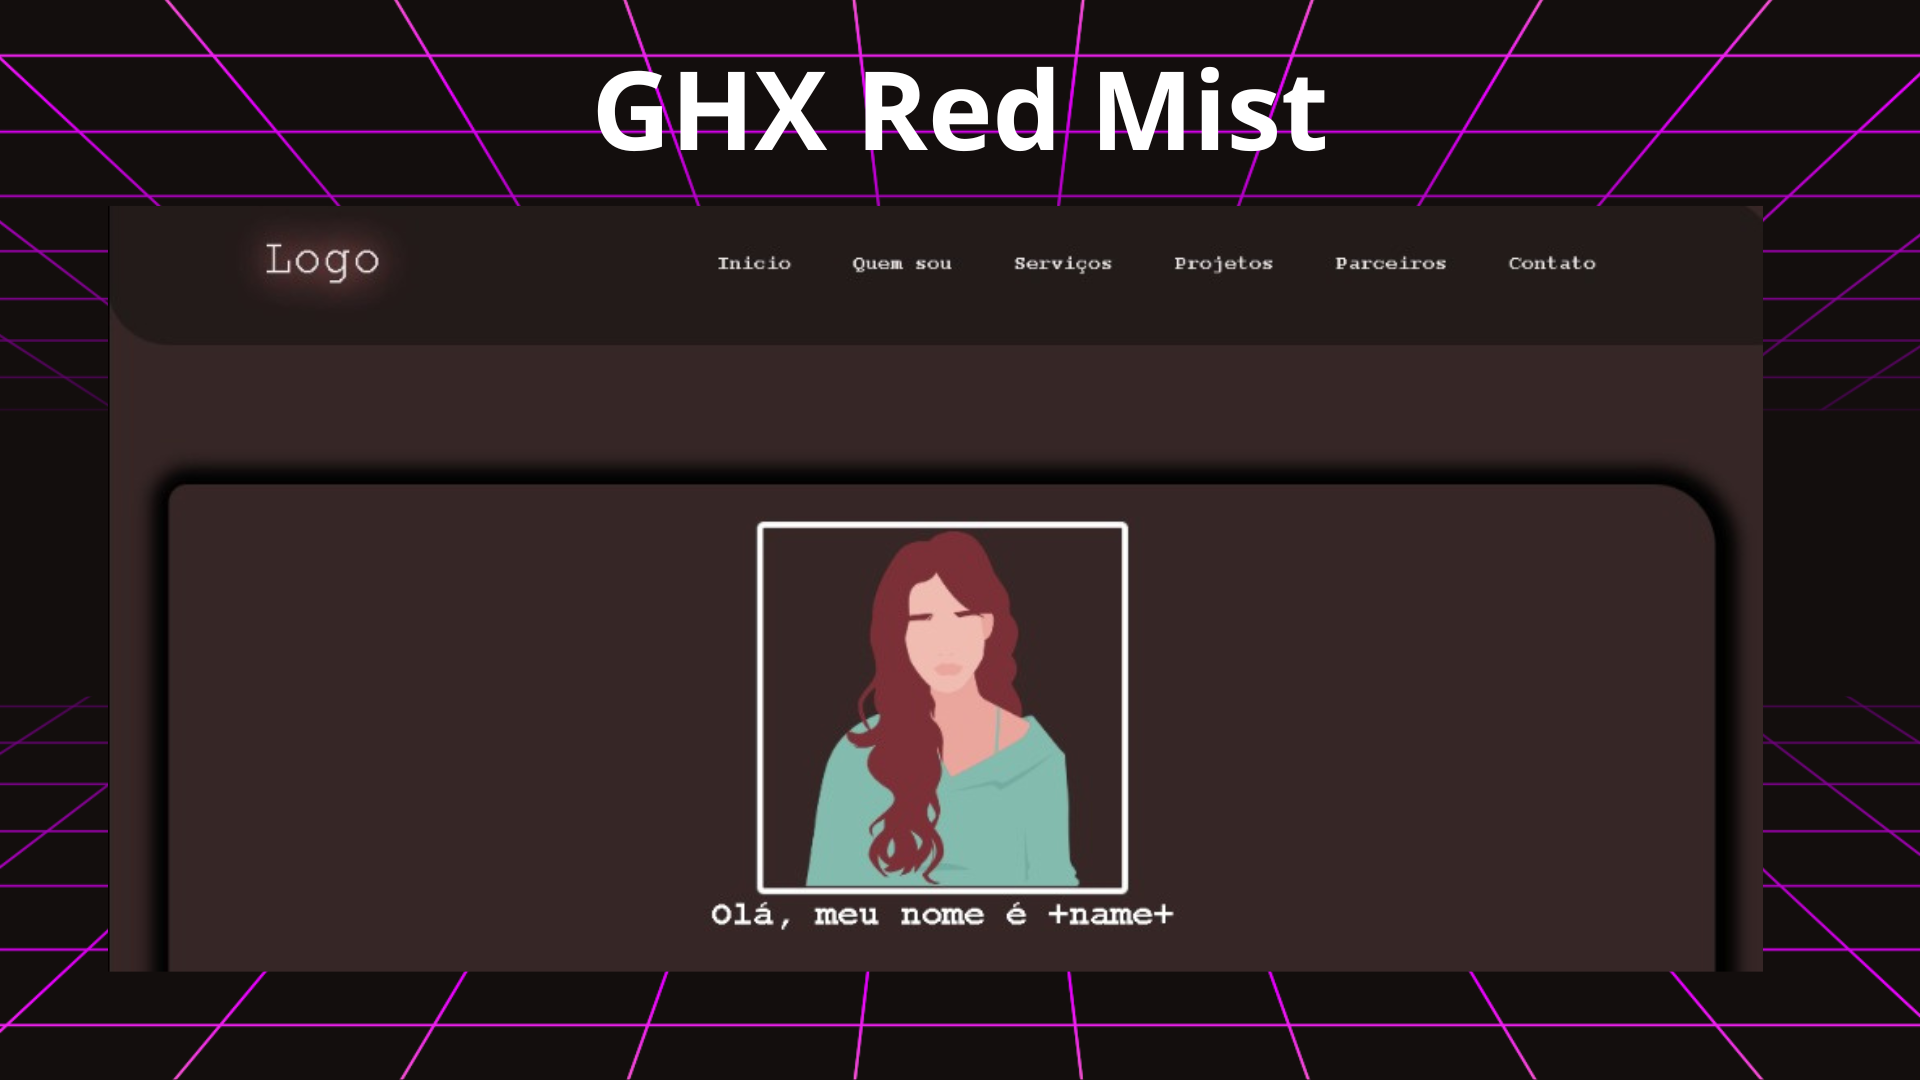 GHX Red Mist
Logo
Inicio Quem sou Serviços Projetos Parceiros Contato
Olá, meu nome é +name+